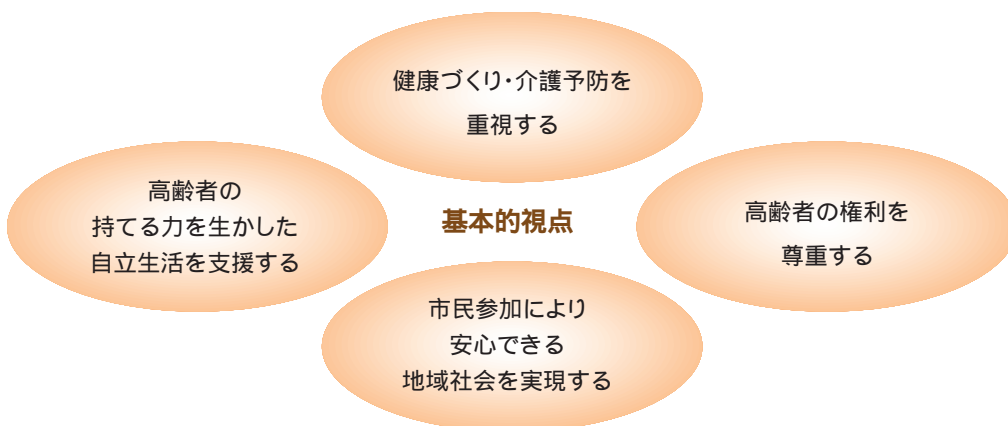 健康づくり・介護予防を
重視する
高齢者の
持てる力を生かした
自立生活を支援する
基本的視点
高齢者の権利を
尊重する
市民参加により
安心できる
地域社会を実現する